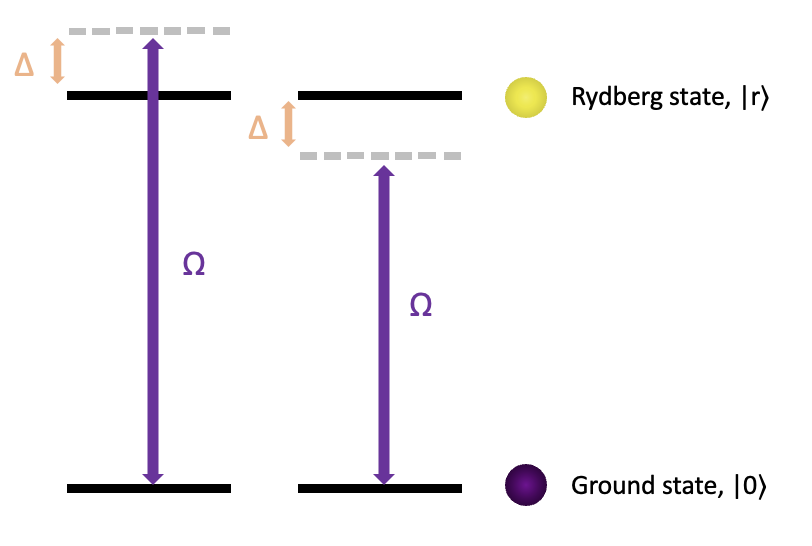 Δ
Rydberg state, |r⟩
Δ
Ω
Ω
Ground state, |0⟩